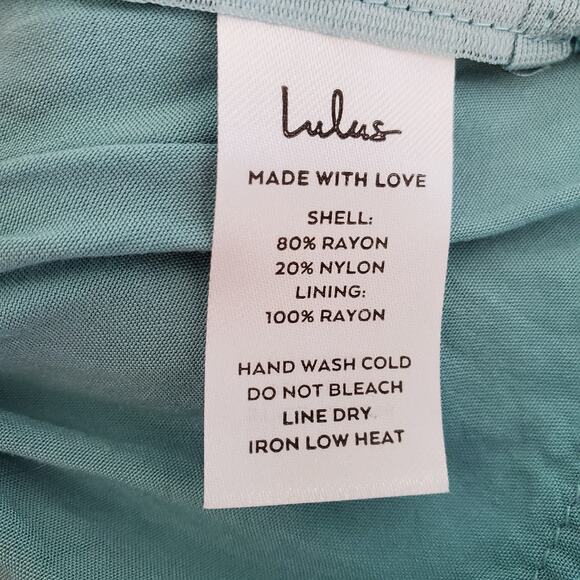 Lulus
MADE WITH LOVE
SHELL:
80% RAYON
20% NYLON
LINING:
100% RAYON
HAND WASH COLD
DO NOT BLEACH
LINE DRY
IRON LOW HEAT